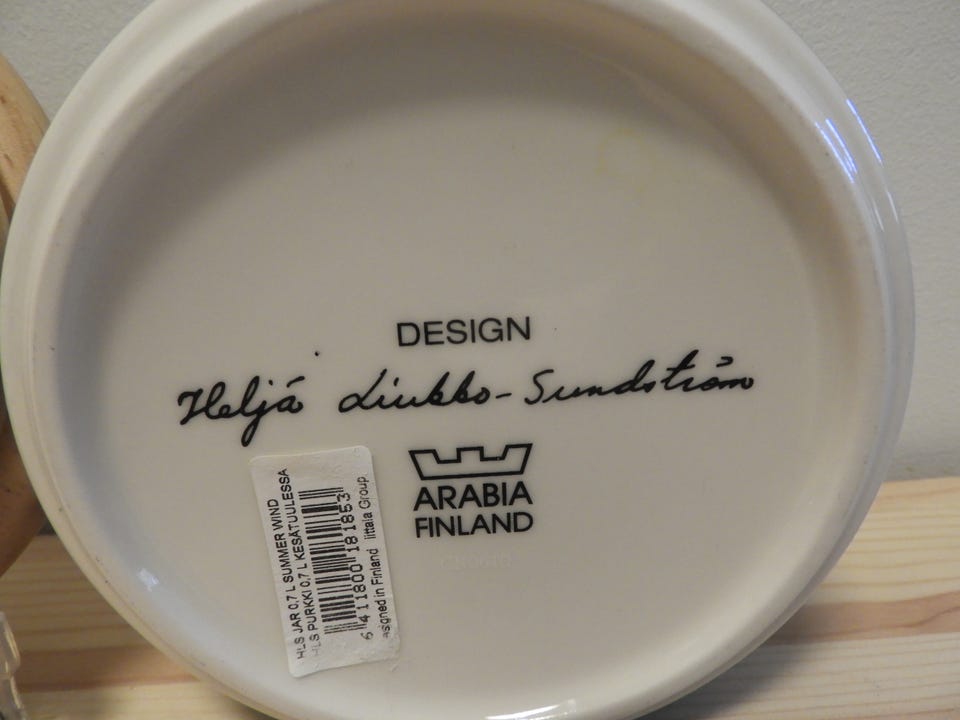 DESIGN
Heljä Liukko-Sundström
ARABIA
FINLAND
HLS JAR 0,7 L SUMMER WIND
HLS PURKKI 0,7 L KESÄTUULESSA
6 411800 181853
esigned in Finland Iittala Group